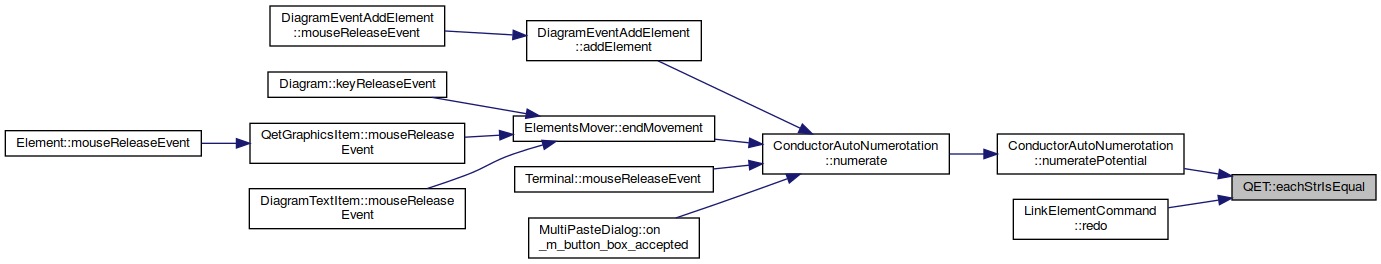 DiagramEventAddElement
::mouseReleaseEvent
DiagramEventAddElement
::addElement
Diagram::keyReleaseEvent
Element::mouseReleaseEvent
QetGraphicsItem::mouseRelease
Event
ElementsMover::endMovement
ConductorAutoNumerotation
::numerate
ConductorAutoNumerotation
::numeratePotential
QET::eachStrIsEqual
Terminal::mouseReleaseEvent
DiagramTextItem::mouseRelease
Event
LinkElementCommand
::redo
MultiPasteDialog::on
_m_button_box_accepted